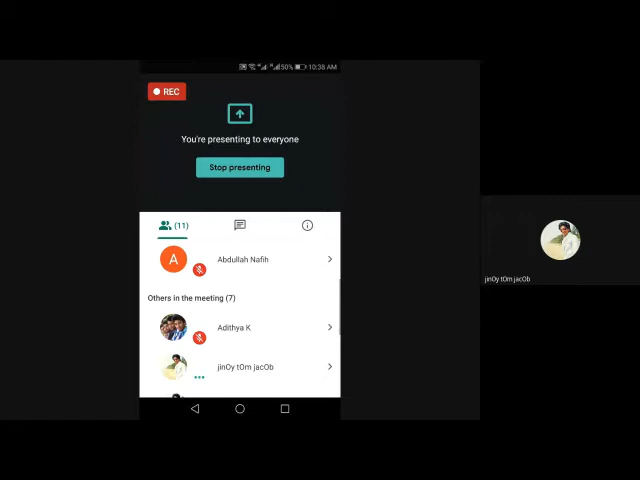 50% 10:38 AM
REC
You're presenting to everyone
Stop presenting
(11)
A
Abdullah Nafih
Others in the meeting (7)
Adithya K
jinOy tOm jacOb
jinOy tOm jacOb